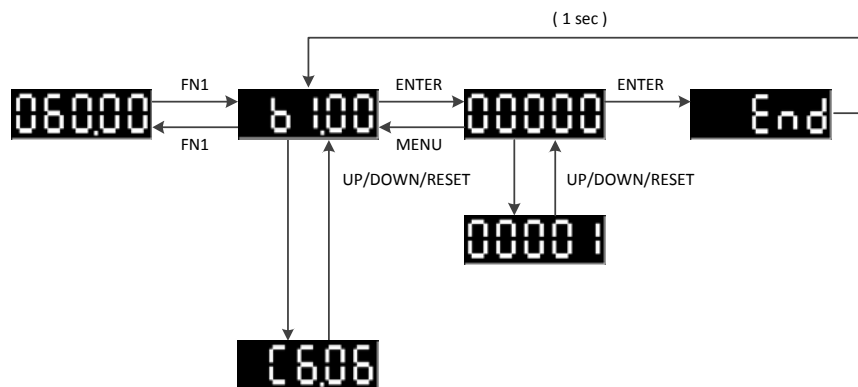 ( 1 sec )
060.00
FN1
FN1
b1.00
ENTER
MENU
00000
ENTER
End
UP/DOWN/RESET
UP/DOWN/RESET
00001
C6.06